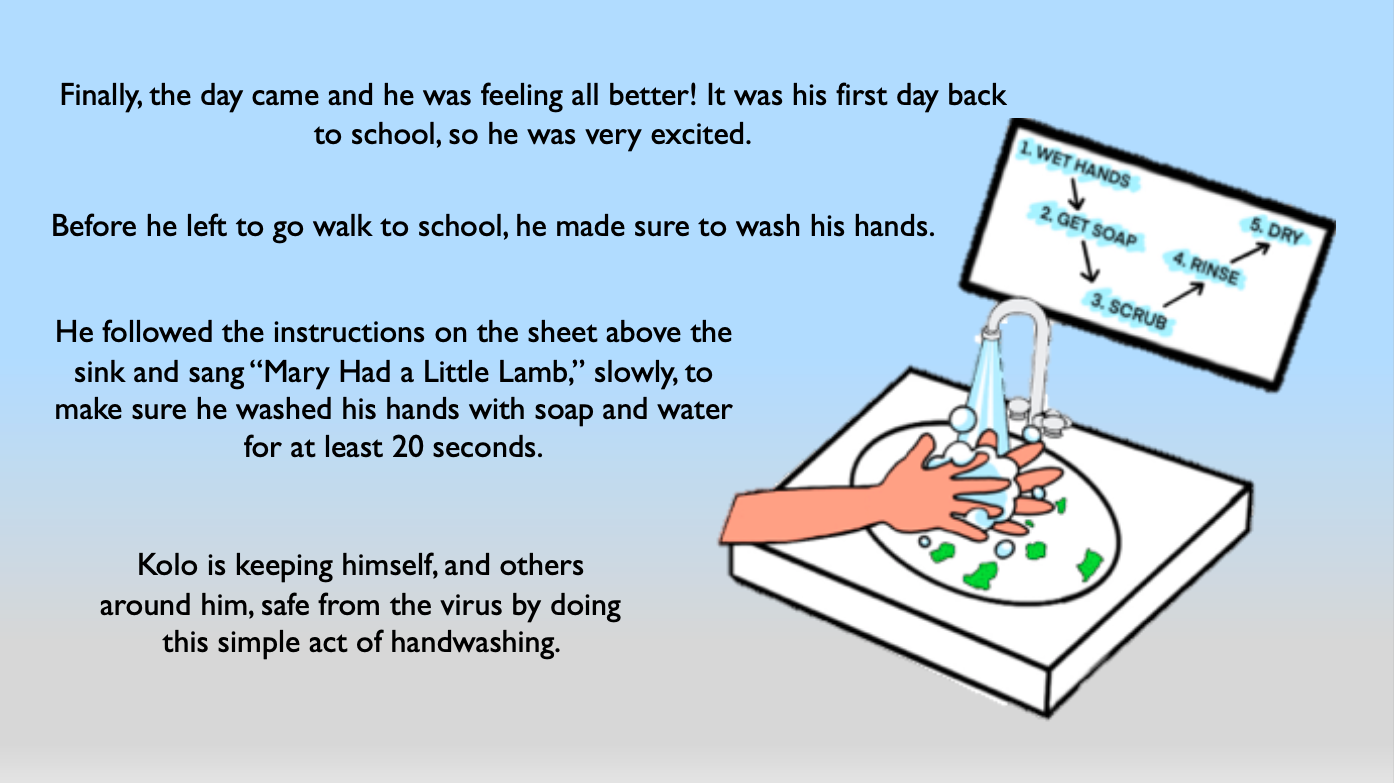 Finally, the day came and he was feeling all better! It was his first day back
to school, so he was very excited.
Before he left to go walk to school, he made sure to wash his hands.
He followed the instructions on the sheet above the
sink and sang “Mary Had a Little Lamb,” slowly, to
make sure he washed his hands with soap and water
for at least 20 seconds.
Kolo is keeping himself, and others
around him, safe from the virus by doing
this simple act of handwashing.
1. WET HANDS
2. GET SOAP
3. SCRUB
4. RINSE
5. DRY